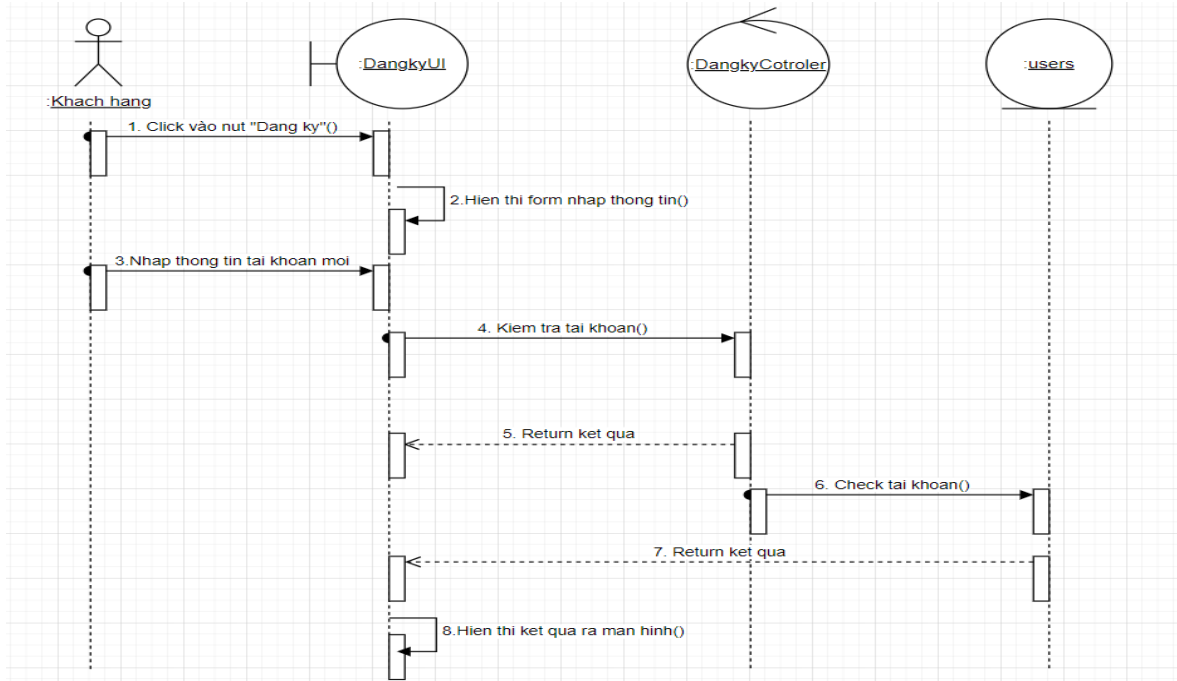 :Khach hang
:DangkyUI
:DangkyCotroler
:users
1. Click vào nut "Dang ky"()
2.Hien thi form nhap thong tin()
3.Nhap thong tin tai khoan moi
4. Kiem tra tai khoan()
5. Return ket qua
6. Check tai khoan()
7. Return ket qua
8.Hien thi ket qua ra man hinh()